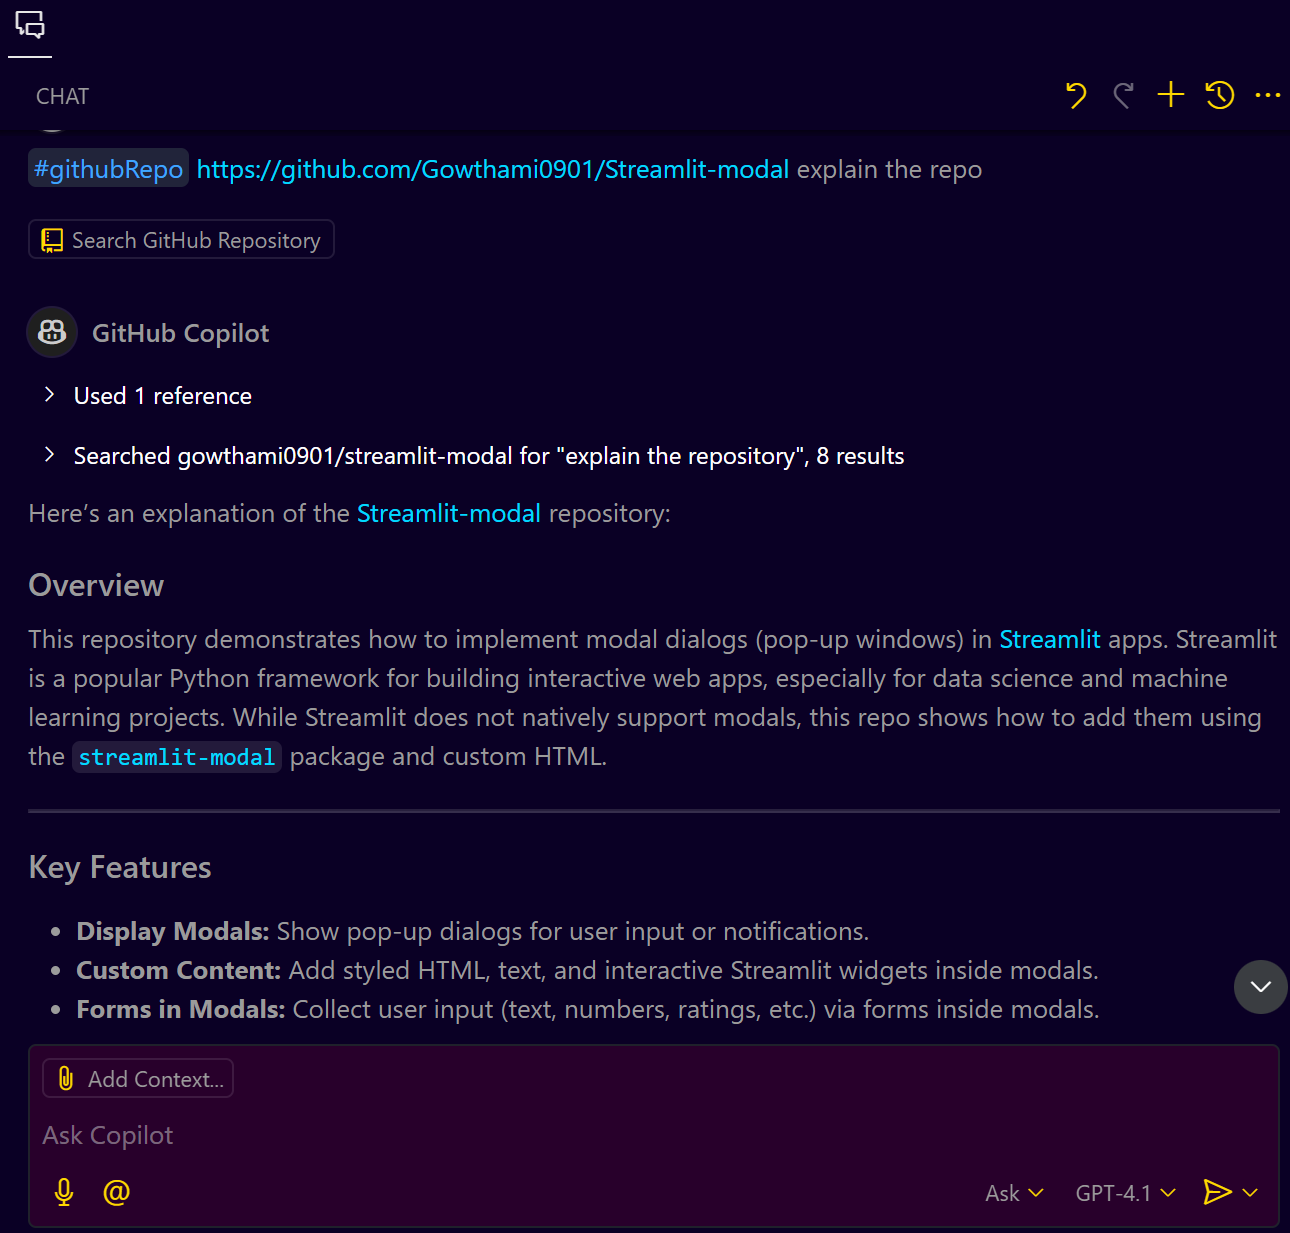 CHAT
#githubRepo https://github.com/Gowthami0901/Streamlit-modal explain the repo
Search GitHub Repository
GitHub Copilot
Used 1 reference
Searched gowthami0901/streamlit-modal for "explain the repository", 8 results
Here’s an explanation of the Streamlit-modal repository:
Overview
This repository demonstrates how to implement modal dialogs (pop-up windows) in Streamlit apps. Streamlit
is a popular Python framework for building interactive web apps, especially for data science and machine
learning projects. While Streamlit does not natively support modals, this repo shows how to add them using
the streamlit-modal package and custom HTML.
Key Features
• Display Modals: Show pop-up dialogs for user input or notifications.
• Custom Content: Add styled HTML, text, and interactive Streamlit widgets inside modals.
• Forms in Modals: Collect user input (text, numbers, ratings, etc.) via forms inside modals.
Add Context...
Ask Copilot
@ Ask GPT-4.1